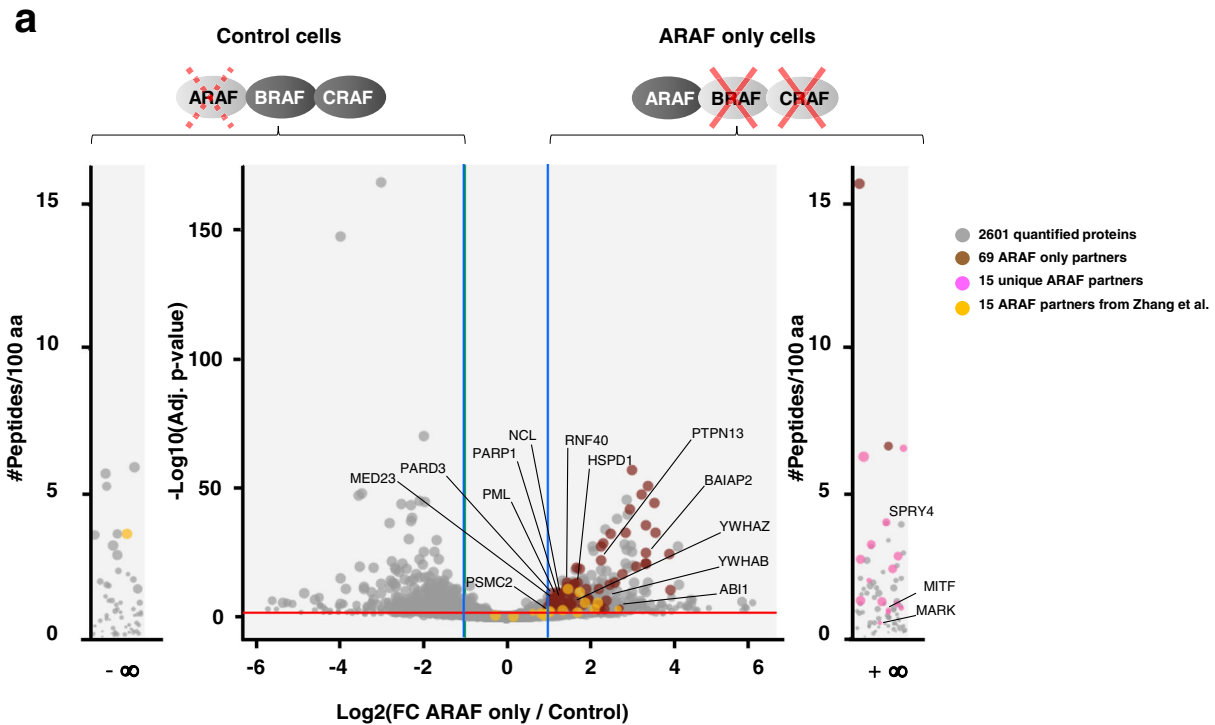 a
Control cells
ARAF only cells
ARAF BRAF CRAF
ARAF BRAF CRAF
#Peptides/100 aa
15
10
5
0
- ∞
-Log10(Adj. p-value)
150
100
50
0
-6 -4 -2 0 2 4 6
Log2(FC ARAF only / Control)
NCL
RNF40
PTPN13
PARP1
HSPD1
PARD3
MED23
BAIAP2
PML
YWHAZ
YWHAB
PSMC2
ABI1
#Peptides/100 aa
15
10
5
0
SPRY4
MITF
MARK
+ ∞
2601 quantified proteins
69 ARAF only partners
15 unique ARAF partners
15 ARAF partners from Zhang et al.